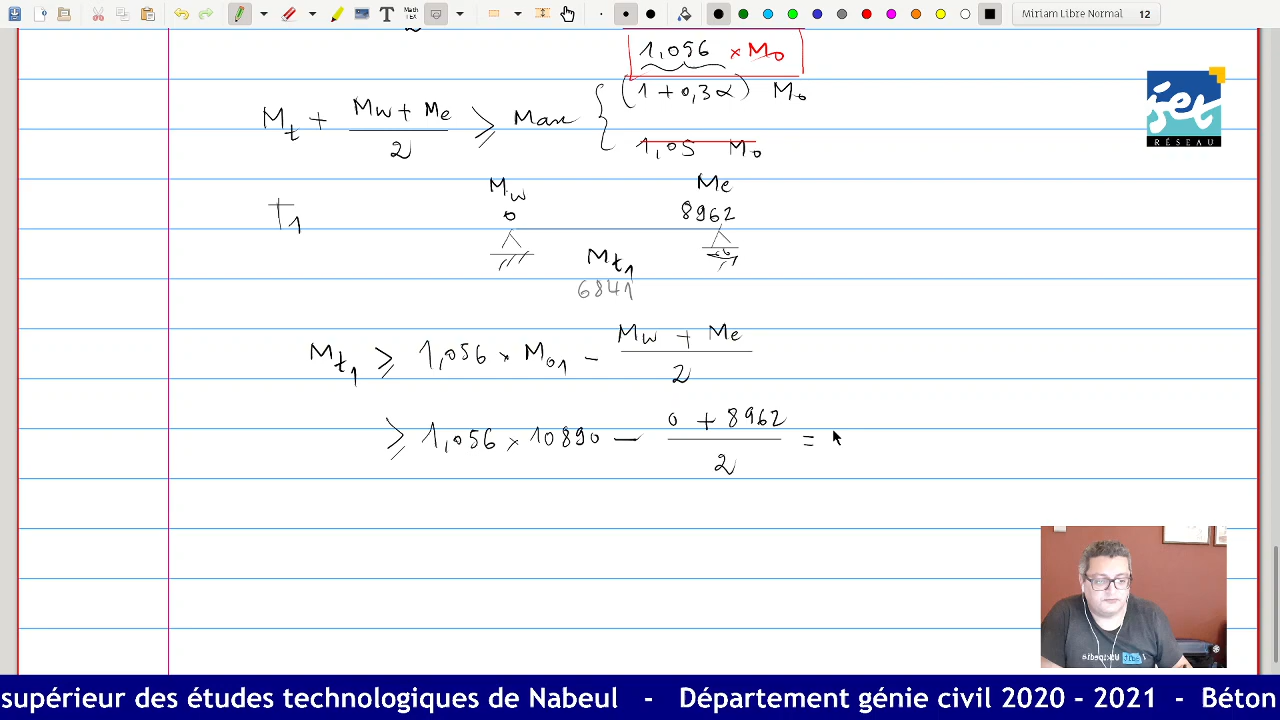 Miriam Libre Normal 12
1,056 × M₀
(1 + 0,3α) M₀
Mt + (Mw + Me) / 2 ⩾ Max {
1,05 M₀
Mw Me
T₁ 0 8962
Mt₁
6841
Mt₁ ⩾ 1,056 × M₀₁ - (Mw + Me) / 2
⩾ 1,056 × 10890 - (0 + 8962) / 2 =
RÉSEAU
supérieur des études technologiques de Nabeul - Département génie civil 2020 - 2021 - Béton